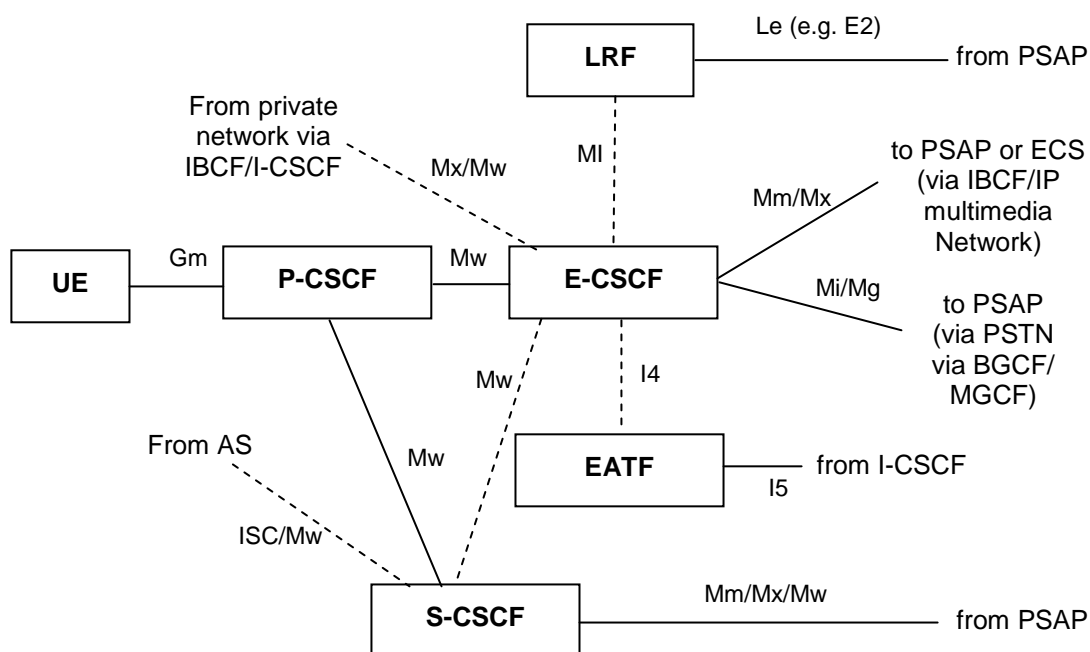 Le (e.g. E2)
LRF
from PSAP
From private
network via
IBCF/I-CSCF
Mx/Mw
Ml
to PSAP or ECS
(via IBCF/IP
multimedia
Network)
Mm/Mx
Gm
Mw
UE
P-CSCF
E-CSCF
Mi/Mg
to PSAP
(via PSTN
via BGCF/
MGCF)
Mw
I4
From AS
Mw
EATF
from I-CSCF
I5
ISC/Mw
Mm/Mx/Mw
S-CSCF
from PSAP